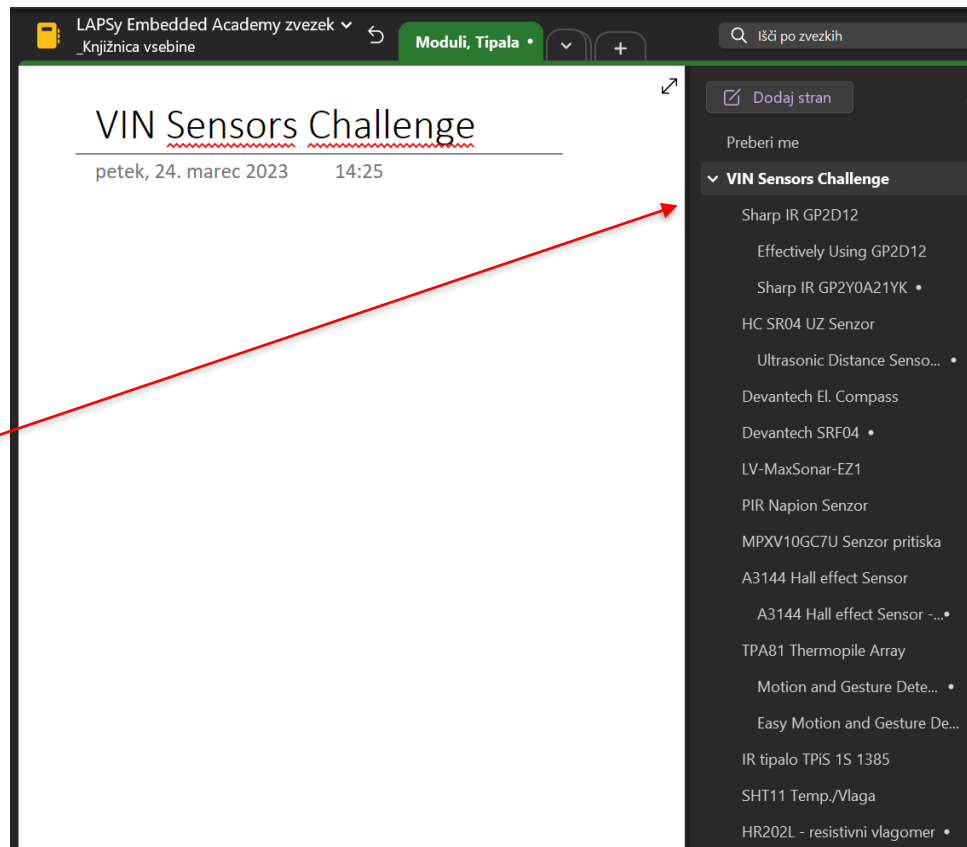 LAPSy Embedded Academy zvezek
_Knjižnica vsebine
Moduli, Tipala •
+
Išči po zvezkih
VIN Sensors Challenge
petek, 24. marec 2023 14:25
Dodaj stran
Preberi me
VIN Sensors Challenge
Sharp IR GP2D12
Effectively Using GP2D12
Sharp IR GP2Y0A21YK •
HC SR04 UZ Senzor
Ultrasonic Distance Senso... •
Devantech El. Compass
Devantech SRF04 •
LV-MaxSonar-EZ1
PIR Napion Senzor
MPXV10GC7U Senzor pritiska
A3144 Hall effect Sensor
A3144 Hall effect Sensor -...•
TPA81 Thermopile Array
Motion and Gesture Dete... •
Easy Motion and Gesture De...
IR tipalo TPiS 1S 1385
SHT11 Temp./Vlaga
HR202L - resistivni vlagomer •